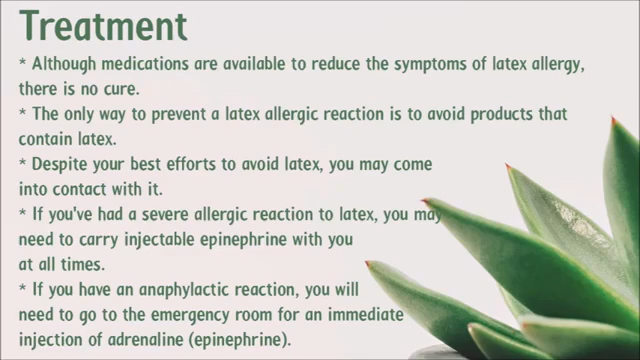 Treatment
* Although medications are available to reduce the symptoms of latex allergy,
there is no cure.
* The only way to prevent a latex allergic reaction is to avoid products that
contain latex.
* Despite your best efforts to avoid latex, you may come
into contact with it.
* If you've had a severe allergic reaction to latex, you may
need to carry injectable epinephrine with you
at all times.
* If you have an anaphylactic reaction, you will
need to go to the emergency room for an immediate
injection of adrenaline (epinephrine).